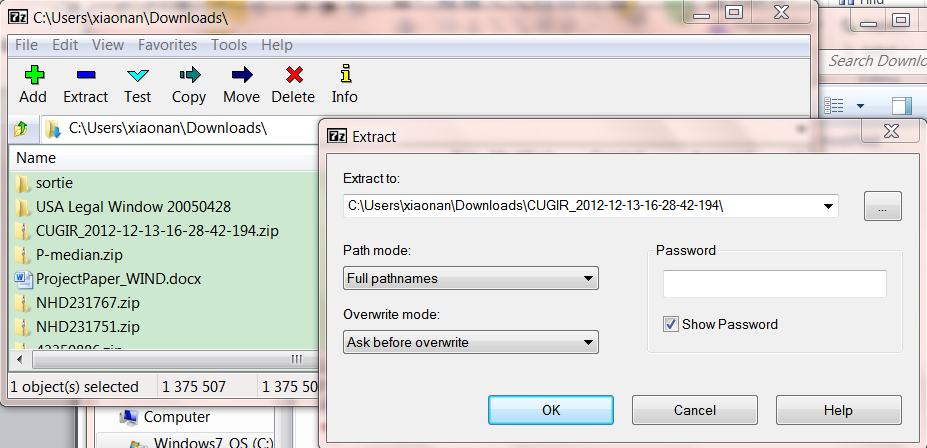 7z C:\Users\xiaonan\Downloads\
File Edit View Favorites Tools Help
Add Extract Test Copy Move Delete Info
C:\Users\xiaonan\Downloads\
Name
sortie
USA Legal Window 20050428
CUGIR_2012-12-13-16-28-42-194.zip
P-median.zip
ProjectPaper_WIND.docx
NHD231767.zip
NHD231751.zip
1 object(s) selected 1 375 507 1 375 50
Computer
Windows7_OS (C:)
Find
Search Downlo
7z Extract
Extract to:
C:\Users\xiaonan\Downloads\CUGIR_2012-12-13-16-28-42-194\
...
Path mode:
Full pathnames
Overwrite mode:
Ask before overwrite
Password
Show Password
OK Cancel Help